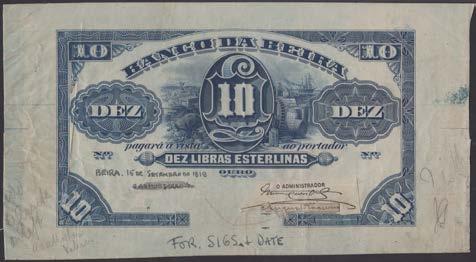 10 BANCO DA BEIRA 10
10
DEZ DEZ
pagará á vista ao portador
Nº Nº
DEZ LIBRAS ESTERLINAS
OURO
BEIRA, 15 DE SETEMBRO DE 1919
O ADMINISTRADOR
10 10
FOR. SIGS. & DATE